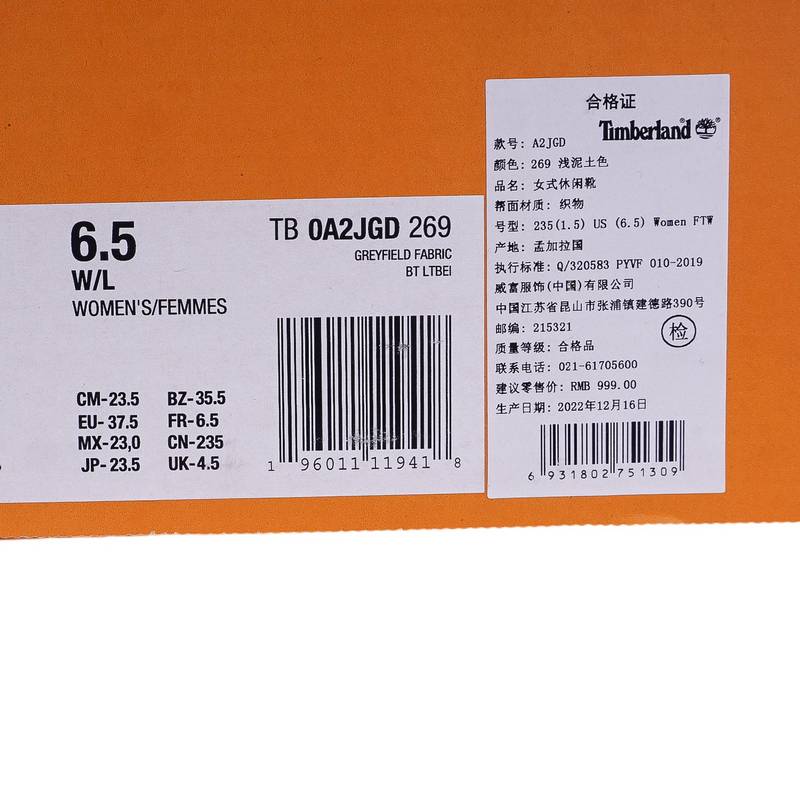 6.5
W/L
WOMEN'S/FEMMES
TB 0A2JGD 269
GREYFIELD FABRIC
BT LTBEI
CM-23.5 BZ-35.5
EU- 37.5 FR-6.5
MX-23,0 CN-235
JP-23.5 UK-4.5
1 96011 11941 8
合格证
Timberland®
款号: A2JGD
颜色: 269 浅泥土色
品名: 女式休闲靴
帮面材质: 织物
号型: 235(1.5) US (6.5) Women FTW
产地: 孟加拉国
执行标准: Q/320583 PYVF 010-2019
威富服饰(中国)有限公司
中国江苏省昆山市张浦镇建德路390号
邮编: 215321
检
质量等级: 合格品
联系电话: 021-61705600
建议零售价: RMB 999.00
生产日期: 2022年12月16日
6 931802 751309